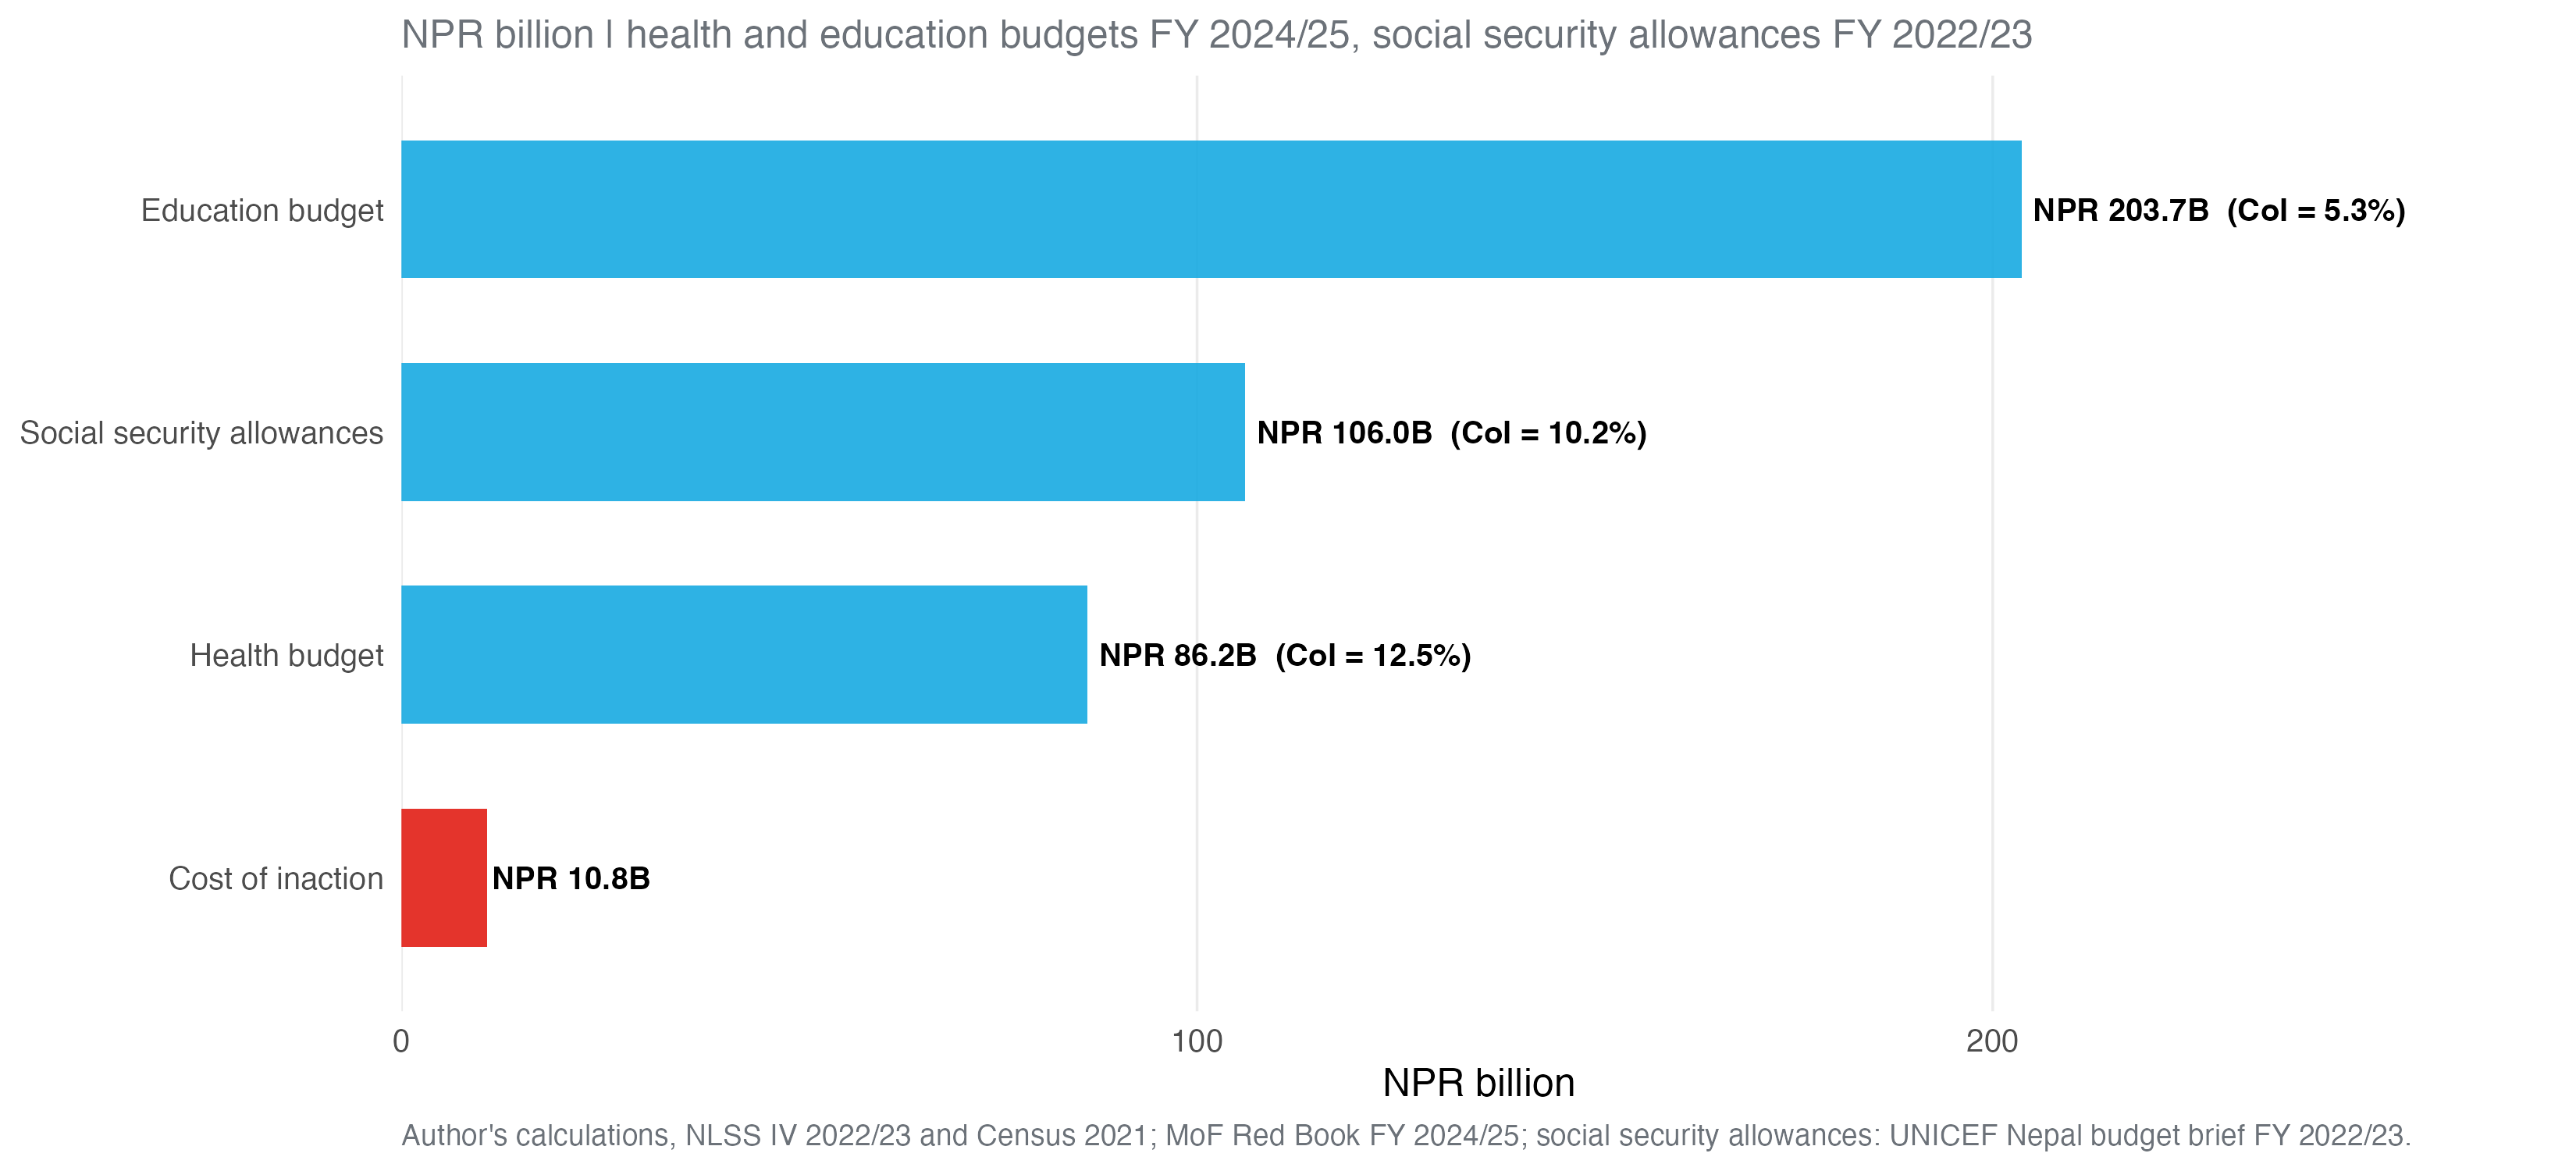 NPR billion | health and education budgets FY 2024/25, social security allowances FY 2022/23
Education budget
NPR 203.7B (CoI = 5.3%)
Social security allowances
NPR 106.0B (CoI = 10.2%)
Health budget
NPR 86.2B (CoI = 12.5%)
Cost of inaction
NPR 10.8B
0 100 200
NPR billion
Author's calculations, NLSS IV 2022/23 and Census 2021; MoF Red Book FY 2024/25; social security allowances: UNICEF Nepal budget brief FY 2022/23.